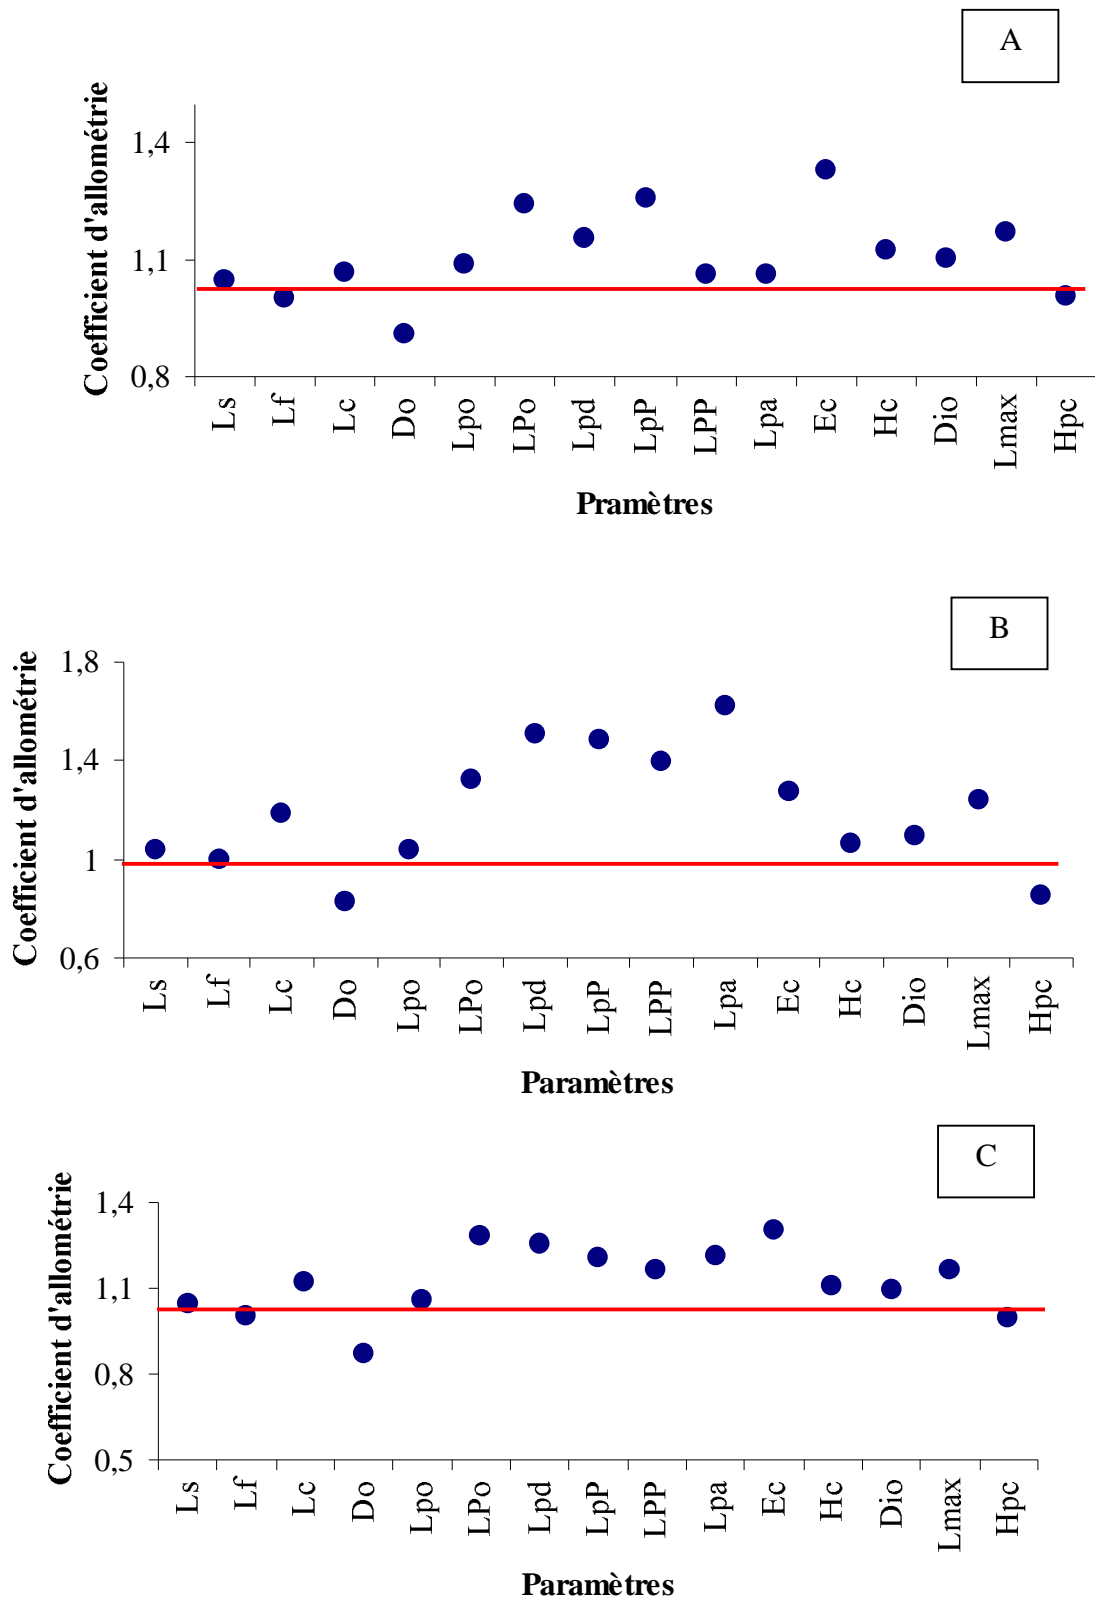 A
Coefficient d'allométrie
1,4
1,1
0,8
Ls Lf Lc Do Lpo LPo Lpd LpP LPP Lpa Ec Hc Dio Lmax Hpc
Pramètres
B
Coefficient d'allométrie
1,8
1,4
1
0,6
Ls Lf Lc Do Lpo LPo Lpd LpP LPP Lpa Ec Hc Dio Lmax Hpc
Paramètres
C
Coefficient d'allométrie
1,4
1,1
0,8
0,5
Ls Lf Lc Do Lpo LPo Lpd LpP LPP Lpa Ec Hc Dio Lmax Hpc
Paramètres